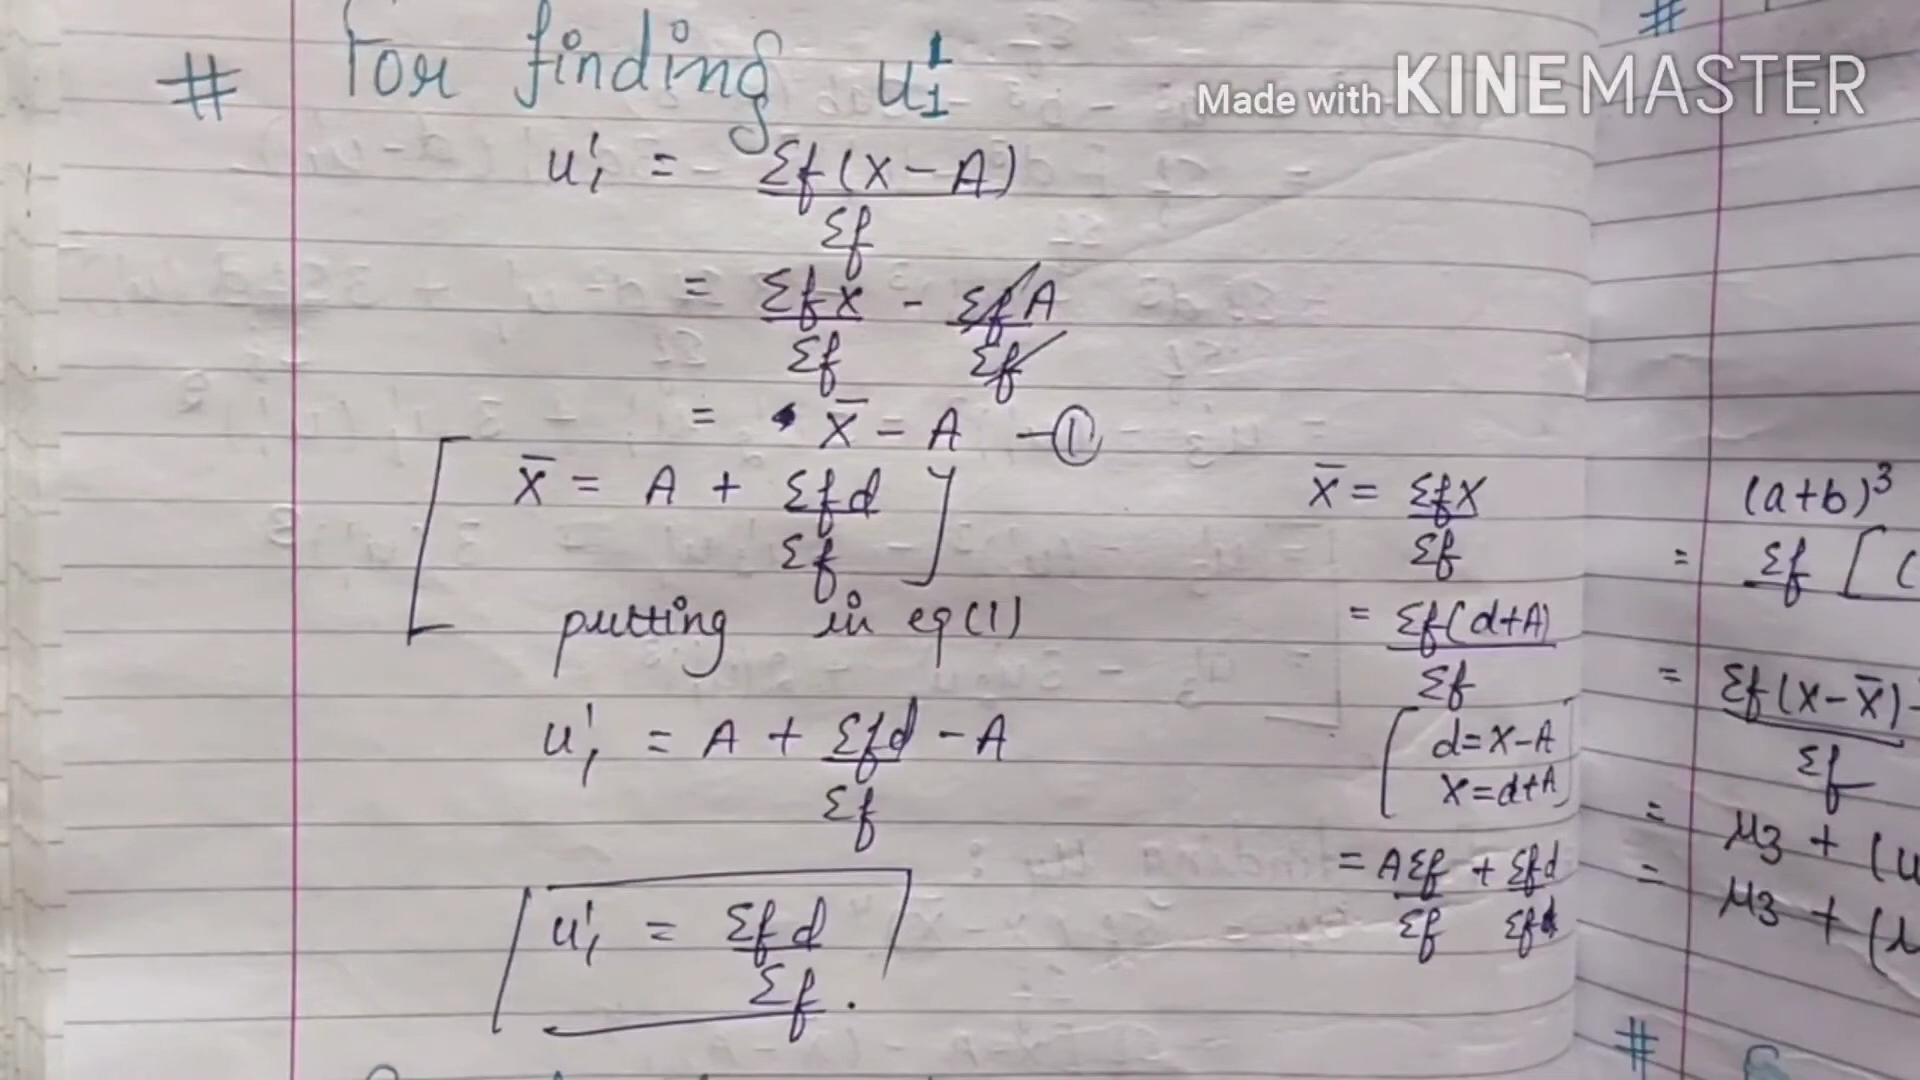 # For finding u₁¹
Made with KINEMASTER
u'₁ = Σf(x-A)
Σf
= Σfx - ΣfA
Σf Σf
= x̄ - A -①
x̄ = A + Σfd
Σf
putting in eq(1)
u'₁ = A + Σfd - A
Σf
u'₁ = Σfd
Σf.
x̄ = Σfx
Σf
= Σf(d+A)
Σf
d=x-A
x=d+A
= AΣf + Σfd
Σf Σf
#
(a+b)³
= Σf [(
= Σf(x-x̄)
Σf
= μ3 + (
= μ3 + (
#